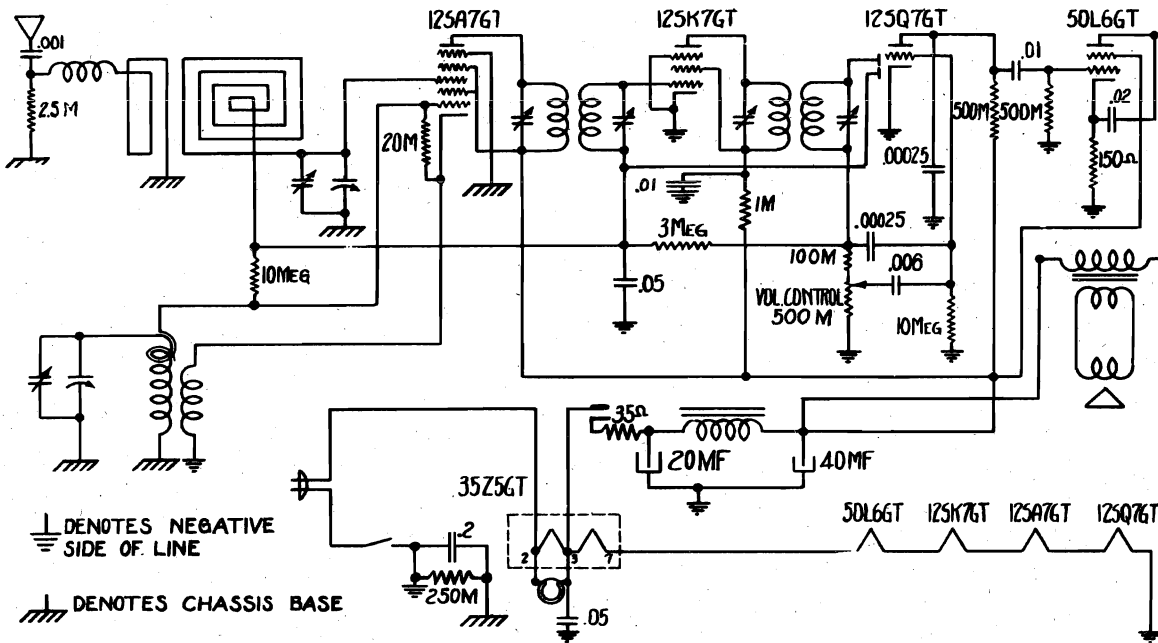 12SA7GT
12SK7GT
12SQ7GT
50L6GT
.001
2.5M
20M
.01
1M
.00025
500M
.01
500M
.02
150Ω
3MEG
.00025
100M
.006
VOL. CONTROL
500M
10MEG
10MEG
.05
35Ω
20MF
40MF
35Z5GT
.2
250M
2
3
7
.05
50L6GT
12SK7GT
12SA7GT
12SQ7GT
DENOTES NEGATIVE
SIDE OF LINE
DENOTES CHASSIS BASE